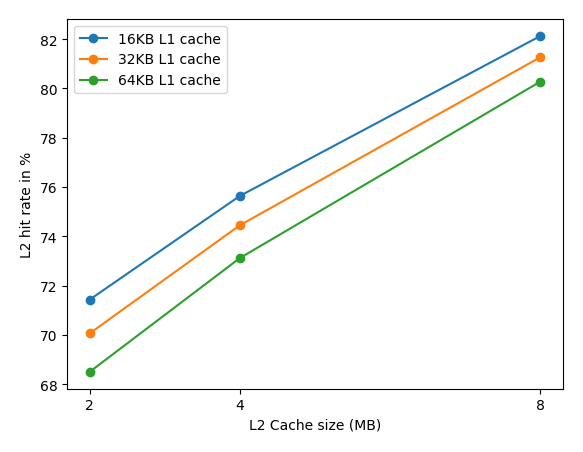 16KB L1 cache
32KB L1 cache
64KB L1 cache
L2 hit rate in %
82
80
78
76
74
72
70
68
2
4
8
L2 Cache size (MB)